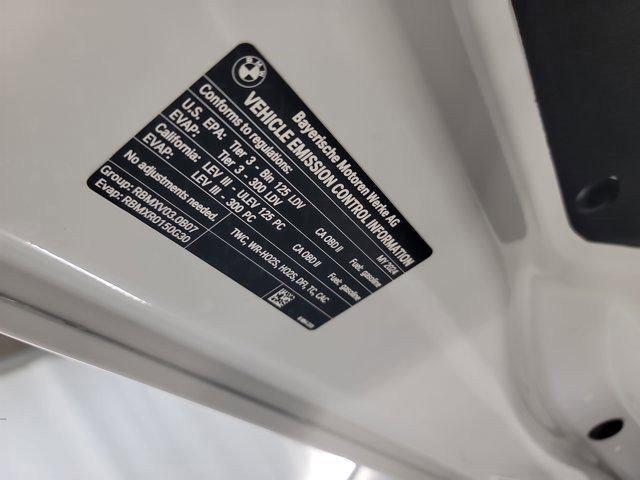 BMW
Bayerische Motoren Werke AG
VEHICLE EMISSION CONTROL INFORMATION
Conforms to regulations: MY 2024
U.S. EPA: Tier 3 - Bin 125 LDV CA OBD II Fuel: gasoline
EVAP: Tier 3 - 300 LDV
California: LEV III - ULEV 125 PC CA OBD II Fuel: gasoline
EVAP: LEV III - 300 PC
No adjustments needed.
Group: RBMXV03.0B07 TWC, WR-HO2S, HO2S, DFI, TC, CAC
Evap: RBMXR0150G30